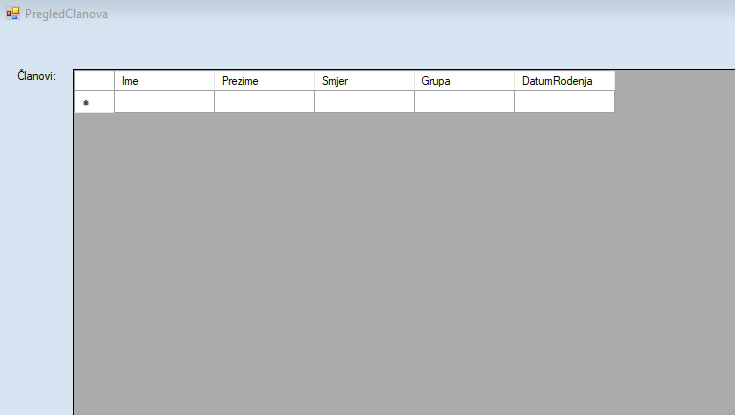 PregledClanova
Članovi:
Ime Prezime Smjer Grupa DatumRodenja